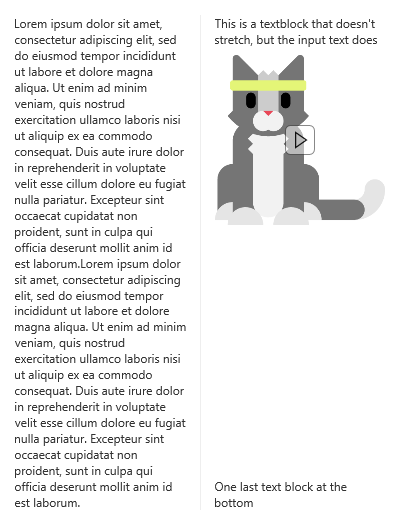 Lorem ipsum dolor sit amet,
consectetur adipiscing elit, sed
do eiusmod tempor incididunt
ut labore et dolore magna
aliqua. Ut enim ad minim
veniam, quis nostrud
exercitation ullamco laboris nisi
ut aliquip ex ea commodo
consequat. Duis aute irure dolor
in reprehenderit in voluptate
velit esse cillum dolore eu fugiat
nulla pariatur. Excepteur sint
occaecat cupidatat non
proident, sunt in culpa qui
officia deserunt mollit anim id
est laborum.Lorem ipsum dolor
sit amet, consectetur adipiscing
elit, sed do eiusmod tempor
incididunt ut labore et dolore
magna aliqua. Ut enim ad minim
veniam, quis nostrud
exercitation ullamco laboris nisi
ut aliquip ex ea commodo
consequat. Duis aute irure dolor
in reprehenderit in voluptate
velit esse cillum dolore eu fugiat
nulla pariatur. Excepteur sint
occaecat cupidatat non
proident, sunt in culpa qui
officia deserunt mollit anim id
est laborum.
This is a textblock that doesn't
stretch, but the input text does
One last text block at the
bottom